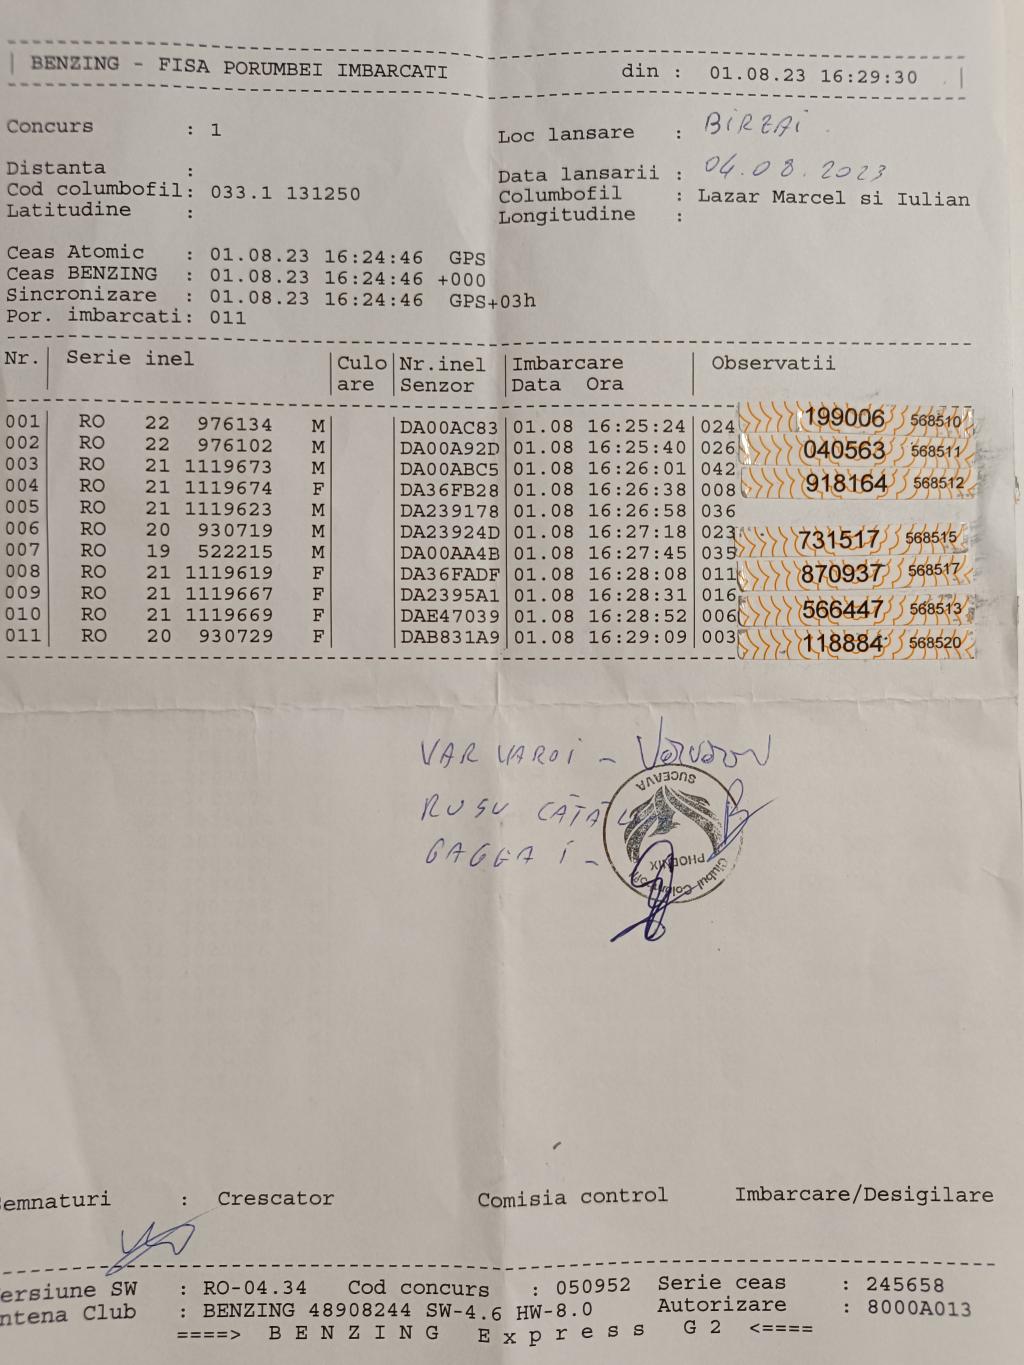 BENZING - FISA PORUMBEI IMBARCATI din : 01.08.23 16:29:30
Concurs : 1 Loc lansare : BIRZAI
Distanta : Data lansarii : 04.08.2023
Cod columbofil: 033.1 131250 Columbofil : Lazar Marcel si Iulian
Latitudine : Longitudine :
Ceas Atomic : 01.08.23 16:24:46 GPS
Ceas BENZING : 01.08.23 16:24:46 +000
Sincronizare : 01.08.23 16:24:46 GPS+03h
Por. imbarcati: 011
Nr. Serie inel Culo Nr.inel Imbarcare Observatii
are Senzor Data Ora
001 RO 22 976134 M DA00AC83 01.08 16:25:24 024 199006 568510
002 RO 22 976102 M DA00A92D 01.08 16:25:40 026 040563 568511
003 RO 21 1119673 M DA00ABC5 01.08 16:26:01 042
004 RO 21 1119674 F DA36FB28 01.08 16:26:38 008 918164 568512
005 RO 21 1119623 M DA239178 01.08 16:26:58 036
006 RO 20 930719 M DA23924D 01.08 16:27:18 023 731517 568515
007 RO 19 522215 M DA00AA4B 01.08 16:27:45 035
008 RO 21 1119619 F DA36FADF 01.08 16:28:08 011 870937 568517
009 RO 21 1119667 F DA2395A1 01.08 16:28:31 016
010 RO 21 1119669 F DAE47039 01.08 16:28:52 006 566447 568513
011 RO 20 930729 F DAB831A9 01.08 16:29:09 003 118884 568520
VARVAROI -
RUSU
GAGEA I -
SUCEAVA
PHOENIX
Clubul
Semnaturi : Crescator Comisia control Imbarcare/Desigilare
ersiune SW : RO-04.34 Cod concurs : 050952 Serie ceas : 245658
ntena Club : BENZING 48908244 SW-4.6 HW-8.0 Autorizare : 8000A013
====> B E N Z I N G E x p r e s s G 2 <====